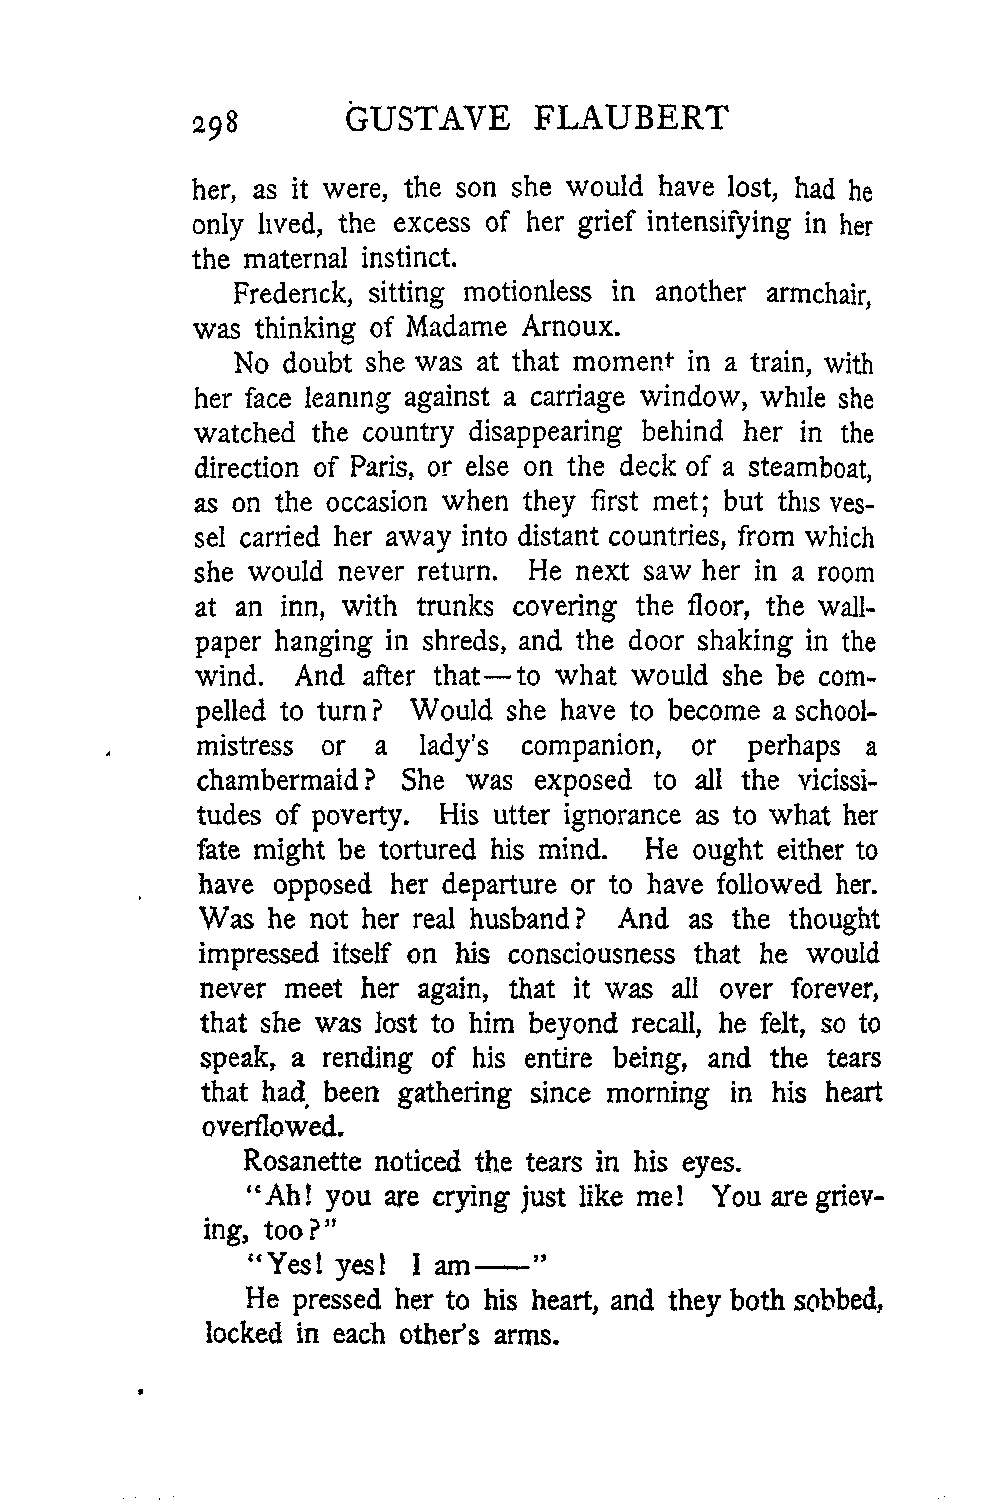 298 GUSTAVE FLAUBERT
her, as it were, the son she would have lost, had he
only lived, the excess of her grief intensifying in her
the maternal instinct.
Frederick, sitting motionless in another armchair,
was thinking of Madame Arnoux.
No doubt she was at that moment in a train, with
her face leaning against a carriage window, while she
watched the country disappearing behind her in the
direction of Paris, or else on the deck of a steamboat,
as on the occasion when they first met; but this ves-
sel carried her away into distant countries, from which
she would never return. He next saw her in a room
at an inn, with trunks covering the floor, the wall-
paper hanging in shreds, and the door shaking in the
wind. And after that—to what would she be com-
pelled to turn? Would she have to become a school-
mistress or a lady's companion, or perhaps a
chambermaid? She was exposed to all the vicissi-
tudes of poverty. His utter ignorance as to what her
fate might be tortured his mind. He ought either to
have opposed her departure or to have followed her.
Was he not her real husband? And as the thought
impressed itself on his consciousness that he would
never meet her again, that it was all over forever,
that she was lost to him beyond recall, he felt, so to
speak, a rending of his entire being, and the tears
that had been gathering since morning in his heart
overflowed.
Rosanette noticed the tears in his eyes.
"Ah! you are crying just like me! You are griev-
ing, too?"
"Yes! yes! I am——"
He pressed her to his heart, and they both sobbed,
locked in each other's arms.